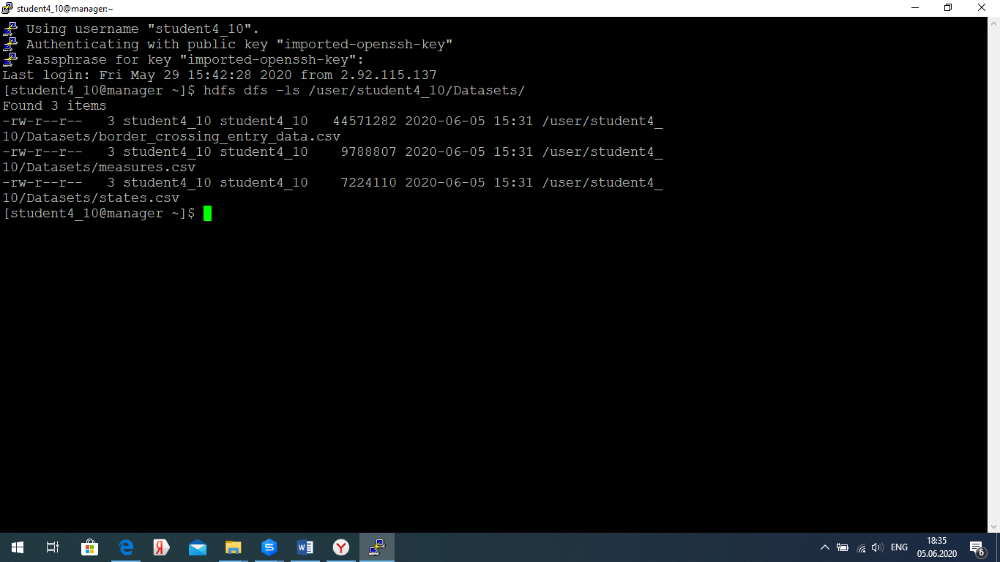 student4_10@manager:~
Using username "student4_10".
Authenticating with public key "imported-openssh-key"
Passphrase for key "imported-openssh-key":
Last login: Fri May 29 15:42:28 2020 from 2.92.115.137
[student4_10@manager ~]$ hdfs dfs -ls /user/student4_10/Datasets/
Found 3 items
-rw-r--r--   3 student4_10 student4_10   44571282 2020-06-05 15:31 /user/student4_
10/Datasets/border_crossing_entry_data.csv
-rw-r--r--   3 student4_10 student4_10    9788807 2020-06-05 15:31 /user/student4_
10/Datasets/measures.csv
-rw-r--r--   3 student4_10 student4_10    7224110 2020-06-05 15:31 /user/student4_
10/Datasets/states.csv
[student4_10@manager ~]$
Я
S
W
Y
ENG
18:35
05.06.2020
6